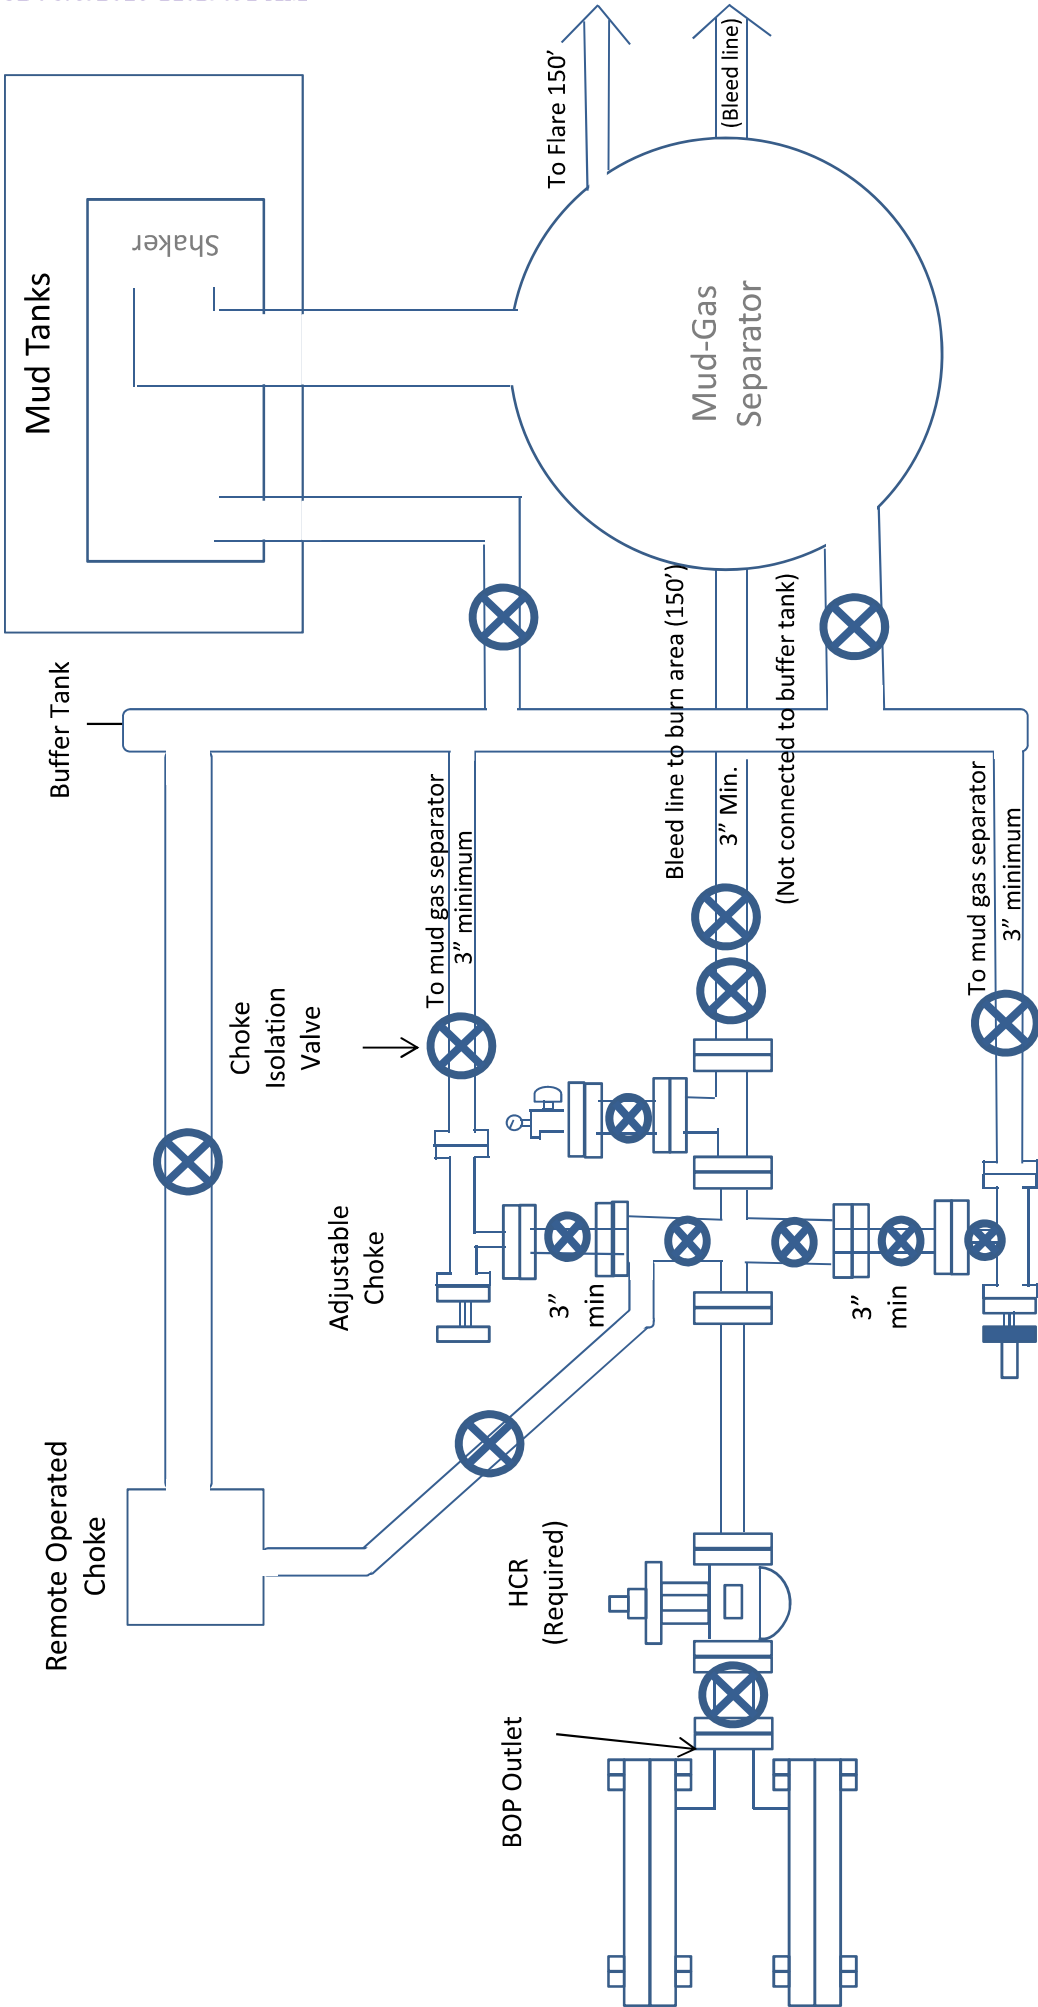 To Flare 150’
(Bleed line)
Shaker
Mud Tanks
Mud-Gas
Separator
Buffer Tank
Bleed line to burn area (150’)
3” Min.
(Not connected to buffer tank)
To mud gas separator
3” minimum
To mud gas separator
3” minimum
Choke
Isolation
Valve
Adjustable
Choke
3”
min
3”
min
Remote Operated
Choke
HCR
(Required)
BOP Outlet